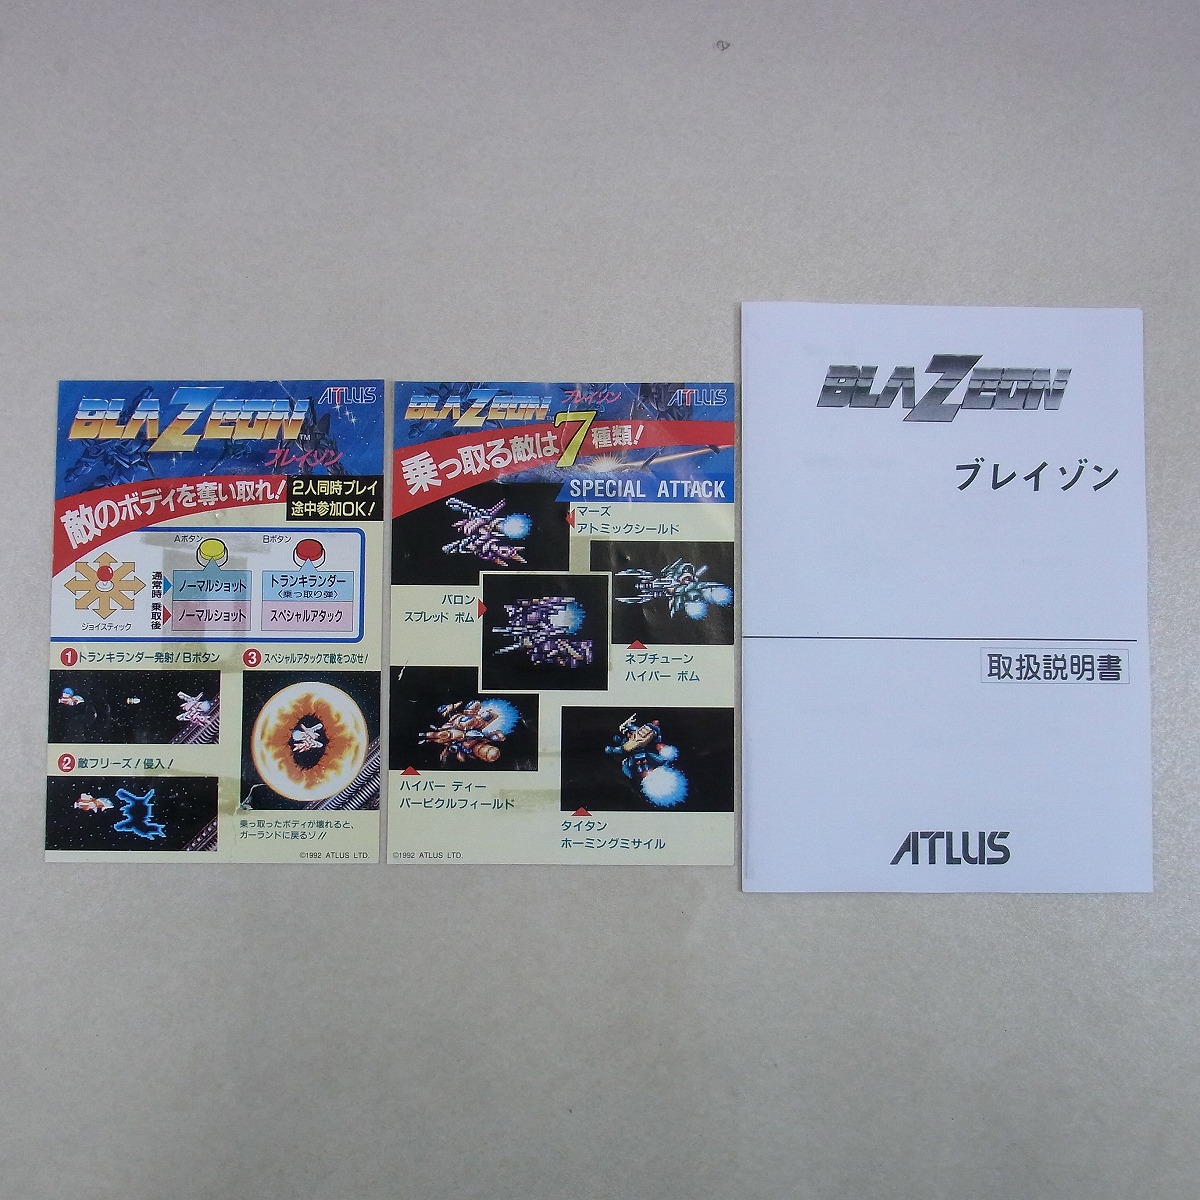 BLAZEON™
ATLUS
ブレイゾン
敵のボディを奪い取れ!
2人同時プレイ
途中参加OK!
Aボタン
Bボタン
通常時
ノーマルショット
トランキランダー
〈乗っ取り弾〉
乗取後
ノーマルショット
スペシャルアタック
ジョイスティック
1 トランキランダー発射!Bボタン
2 敵フリーズ!侵入!
3 スペシャルアタックで敵をつぶせ!
乗っ取ったボディが壊れると、
ガーランドに戻るゾ!!
©1992 ATLUS LTD.
BLAZEON™
ブレイゾン
ATLUS
乗っ取る敵は7種類!
SPECIAL ATTACK
マーズ
アトミックシールド
バロン
スプレッド ボム
ネプチューン
ハイパー ボム
ハイパー ディー
バービクルフィールド
タイタン
ホーミングミサイル
©1992 ATLUS LTD.
BLAZEON
ブレイゾン
取扱説明書
ATLUS